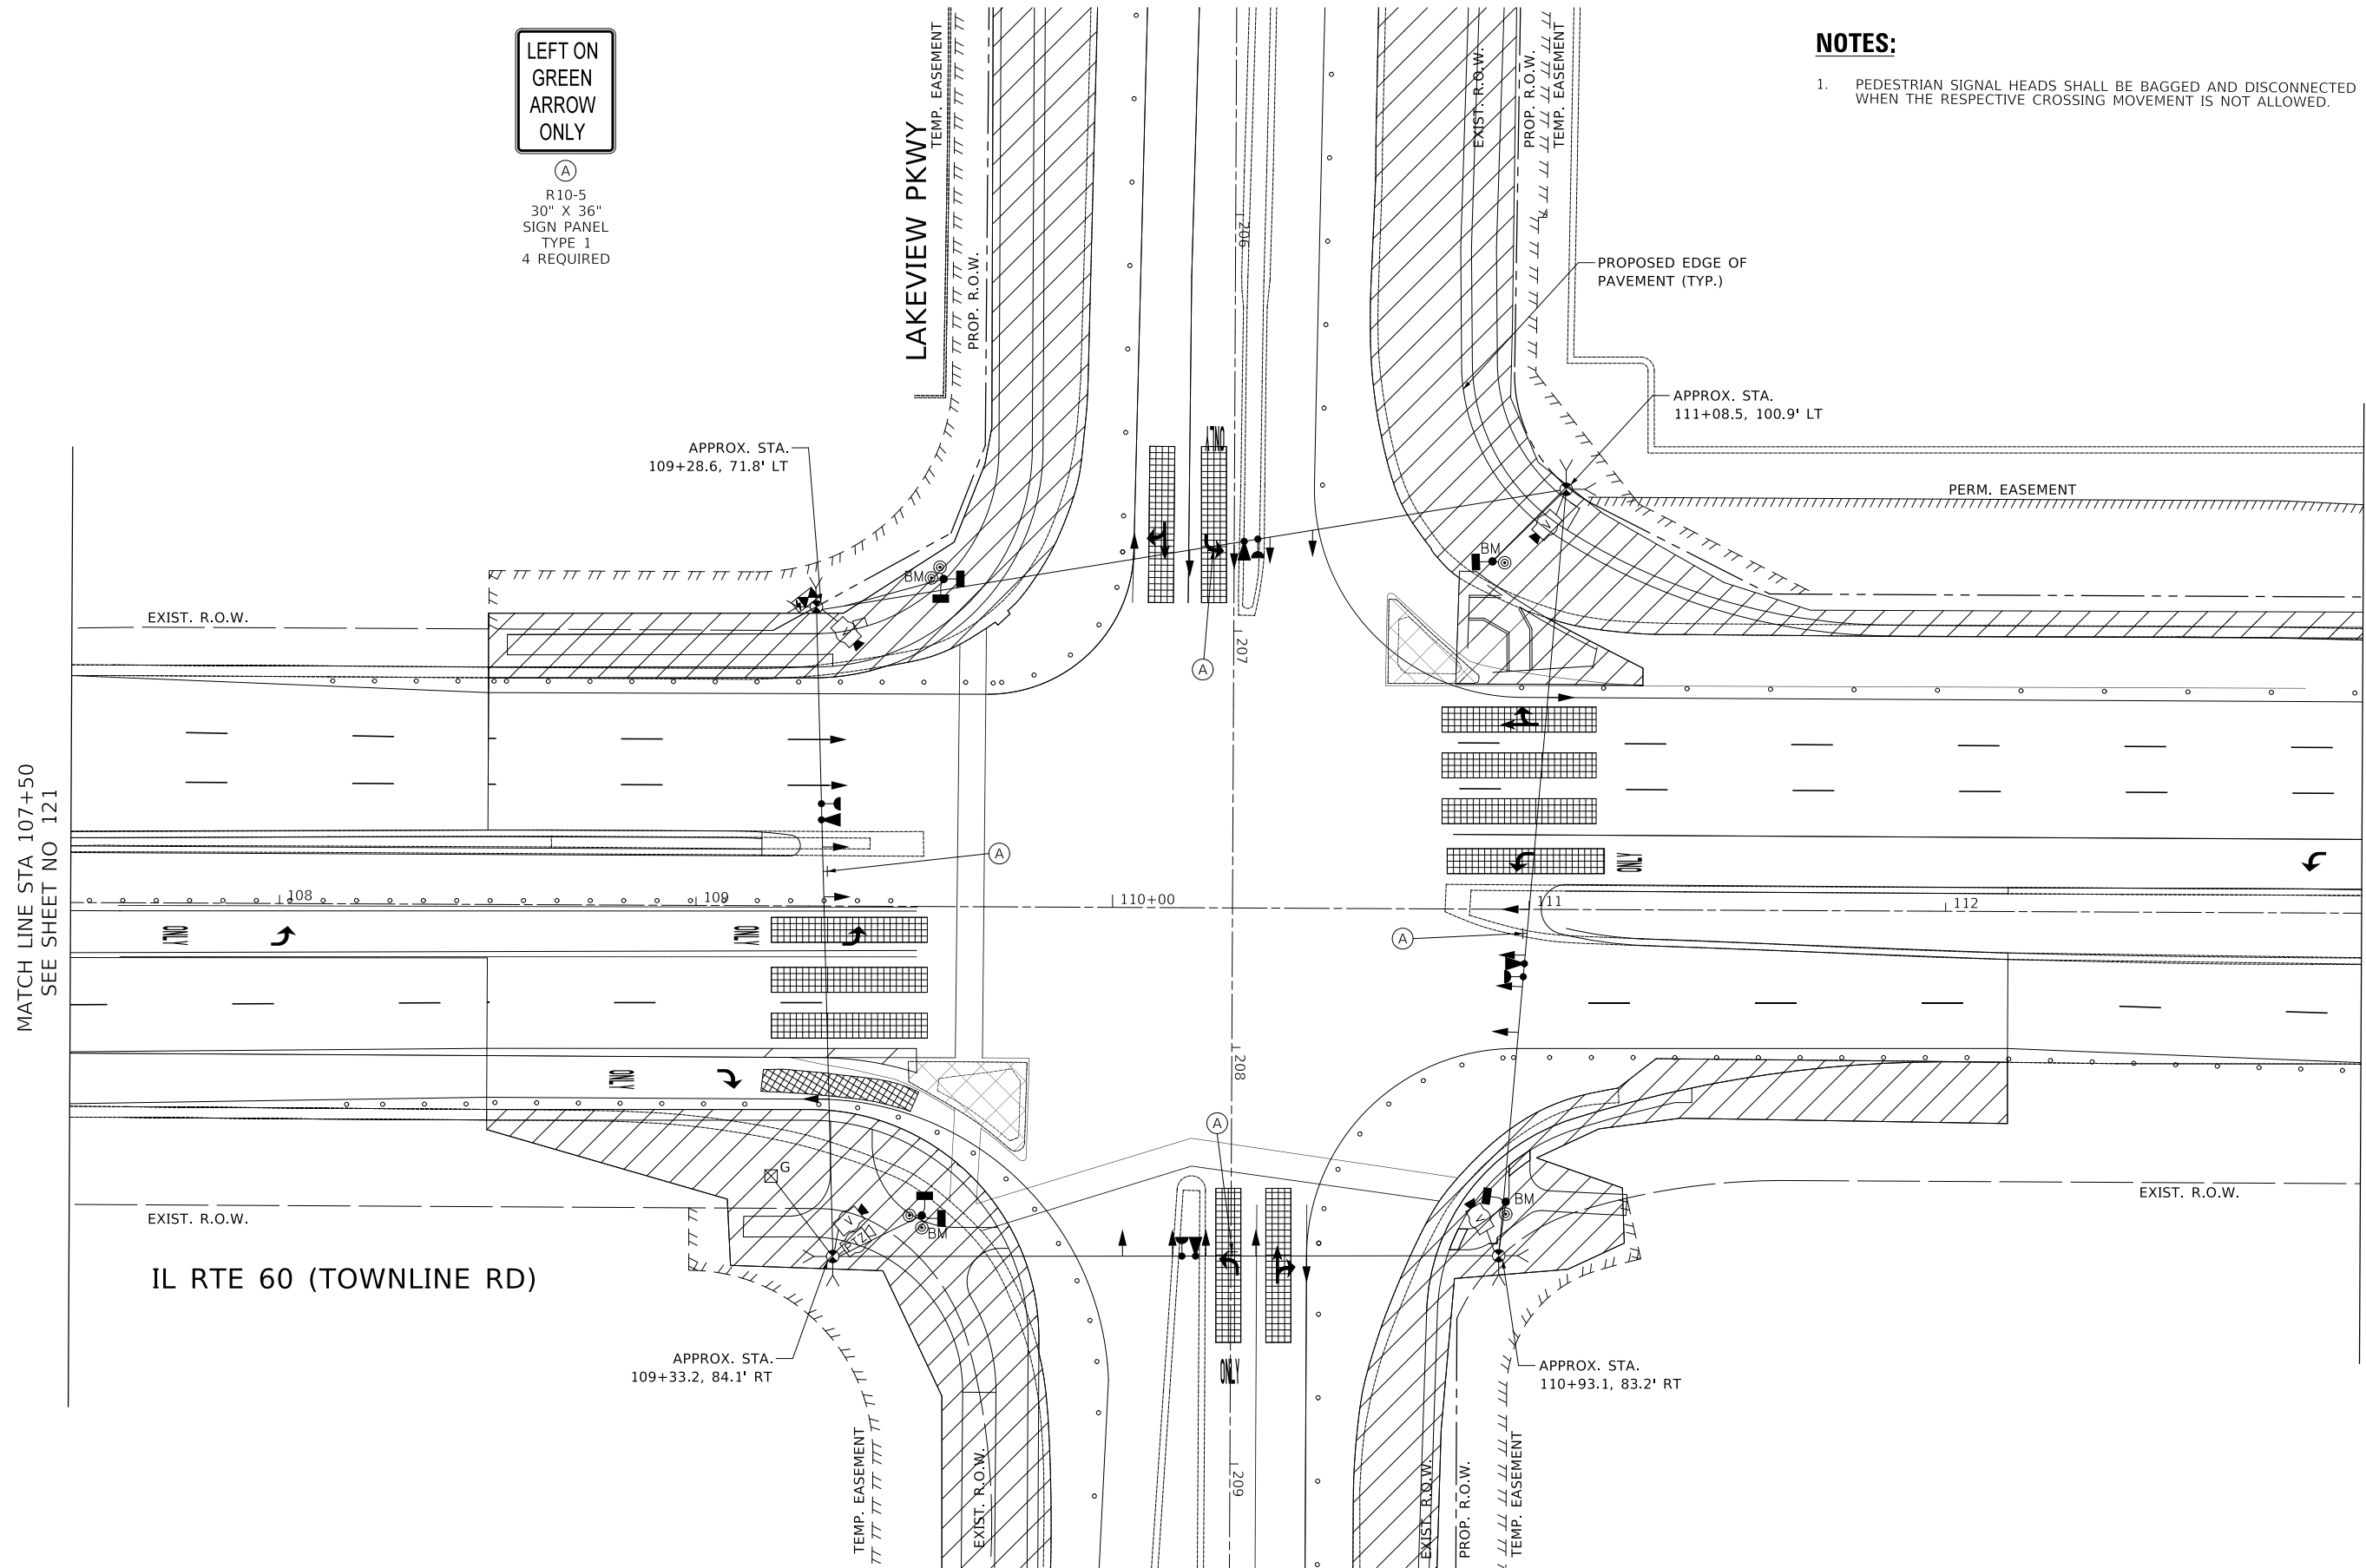 LEFT ON
GREEN
ARROW
ONLY
A
R10-5
30" X 36"
SIGN PANEL
TYPE 1
4 REQUIRED
NOTES:
1. PEDESTRIAN SIGNAL HEADS SHALL BE BAGGED AND DISCONNECTED
WHEN THE RESPECTIVE CROSSING MOVEMENT IS NOT ALLOWED.
LAKEVIEW PKWY
TEMP. EASEMENT
PROP. R.O.W.
EXIST. R.O.W.
PROP. R.O.W.
TEMP. EASEMENT
206
PROPOSED EDGE OF
PAVEMENT (TYP.)
APPROX. STA.
111+08.5, 100.9' LT
APPROX. STA.
109+28.6, 71.8' LT
ONLY
PERM. EASEMENT
BM
V
BM
V
EXIST. R.O.W.
207
A
MATCH LINE STA 107+50
SEE SHEET NO 121
A
ONLY
108
109
110+00
111
112
ONLY
ONLY
A
208
ONLY
A
G
BM
V
PTZ
BM
V
EXIST. R.O.W.
EXIST. R.O.W.
IL RTE 60 (TOWNLINE RD)
APPROX. STA.
109+33.2, 84.1' RT
ONLY
APPROX. STA.
110+93.1, 83.2' RT
209
TEMP. EASEMENT
EXIST. R.O.W.
EXIST. R.O.W.
PROP. R.O.W.
TEMP. EASEMENT